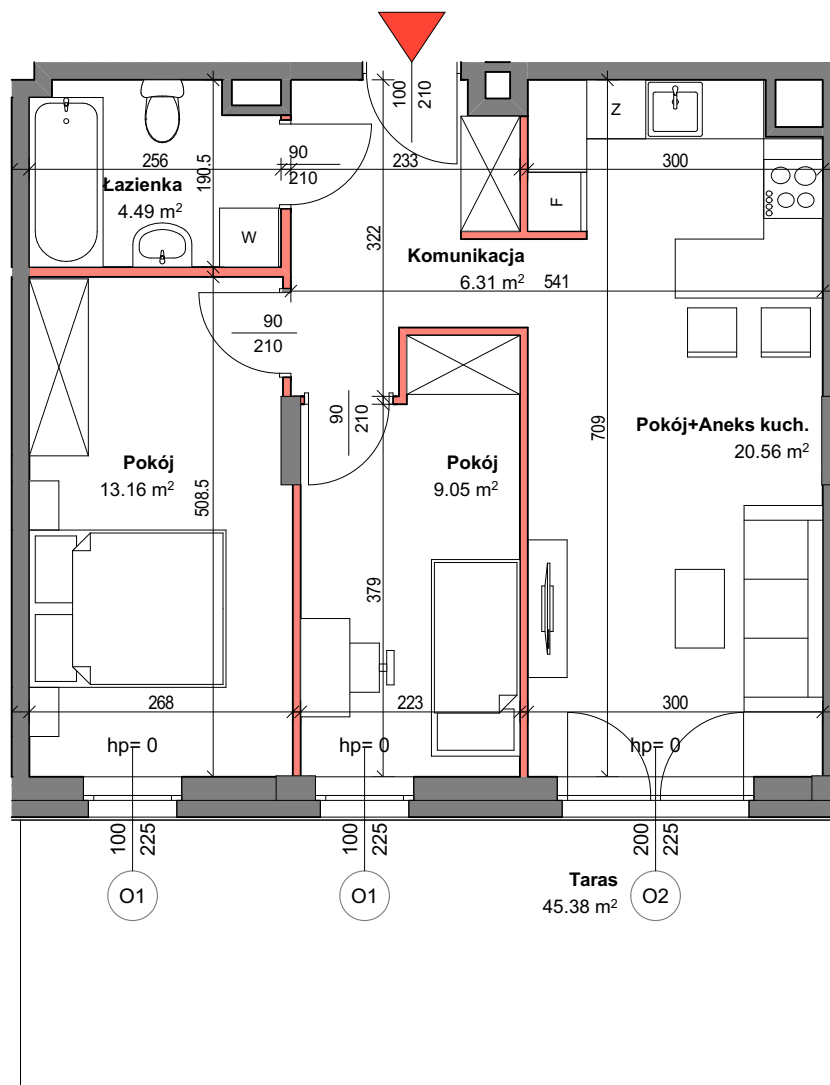 100
210
90
210
256
190.5
233
300
Z
F
W
Łazienka
4.49 m²
322
Komunikacja
6.31 m²
541
90
210
90
210
709
Pokój+Aneks kuch.
20.56 m²
Pokój
13.16 m²
508.5
Pokój
9.05 m²
379
268
223
300
hp= 0
hp= 0
hp= 0
100
225
100
225
200
225
O1
O1
O2
Taras
45.38 m²